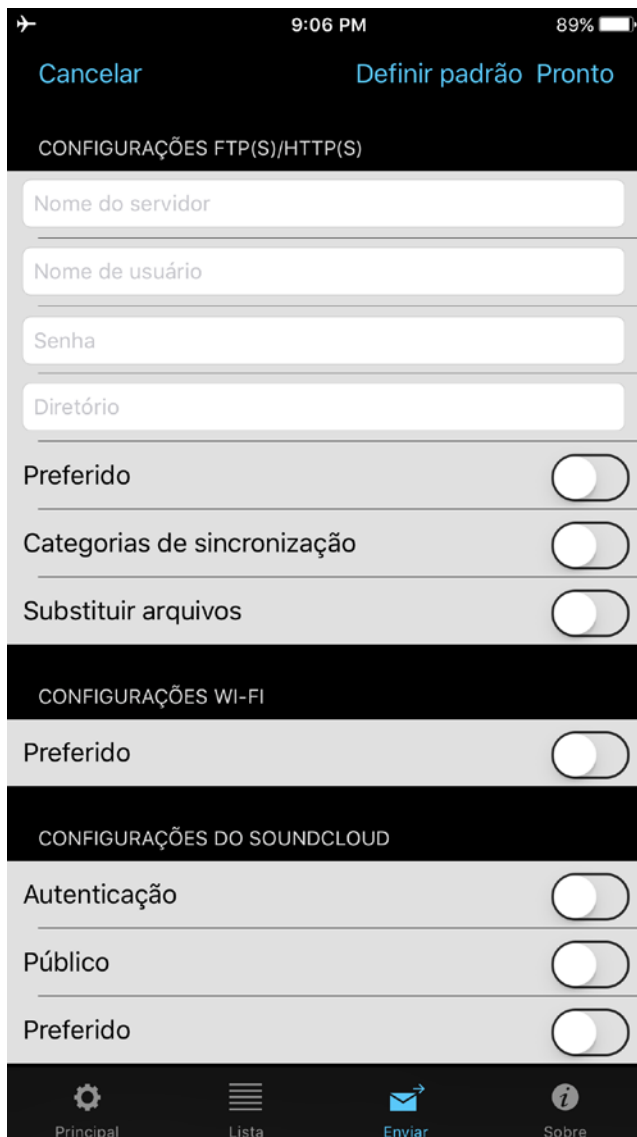 9:06 PM 89%
Cancelar Definir padrão Pronto
CONFIGURAÇÕES FTP(S)/HTTP(S)
Nome do servidor
Nome de usuário
Senha
Diretório
Preferido
Categorias de sincronização
Substituir arquivos
CONFIGURAÇÕES WI-FI
Preferido
CONFIGURAÇÕES DO SOUNDCLOUD
Autenticação
Público
Preferido
Principal Lista Enviar Sobre